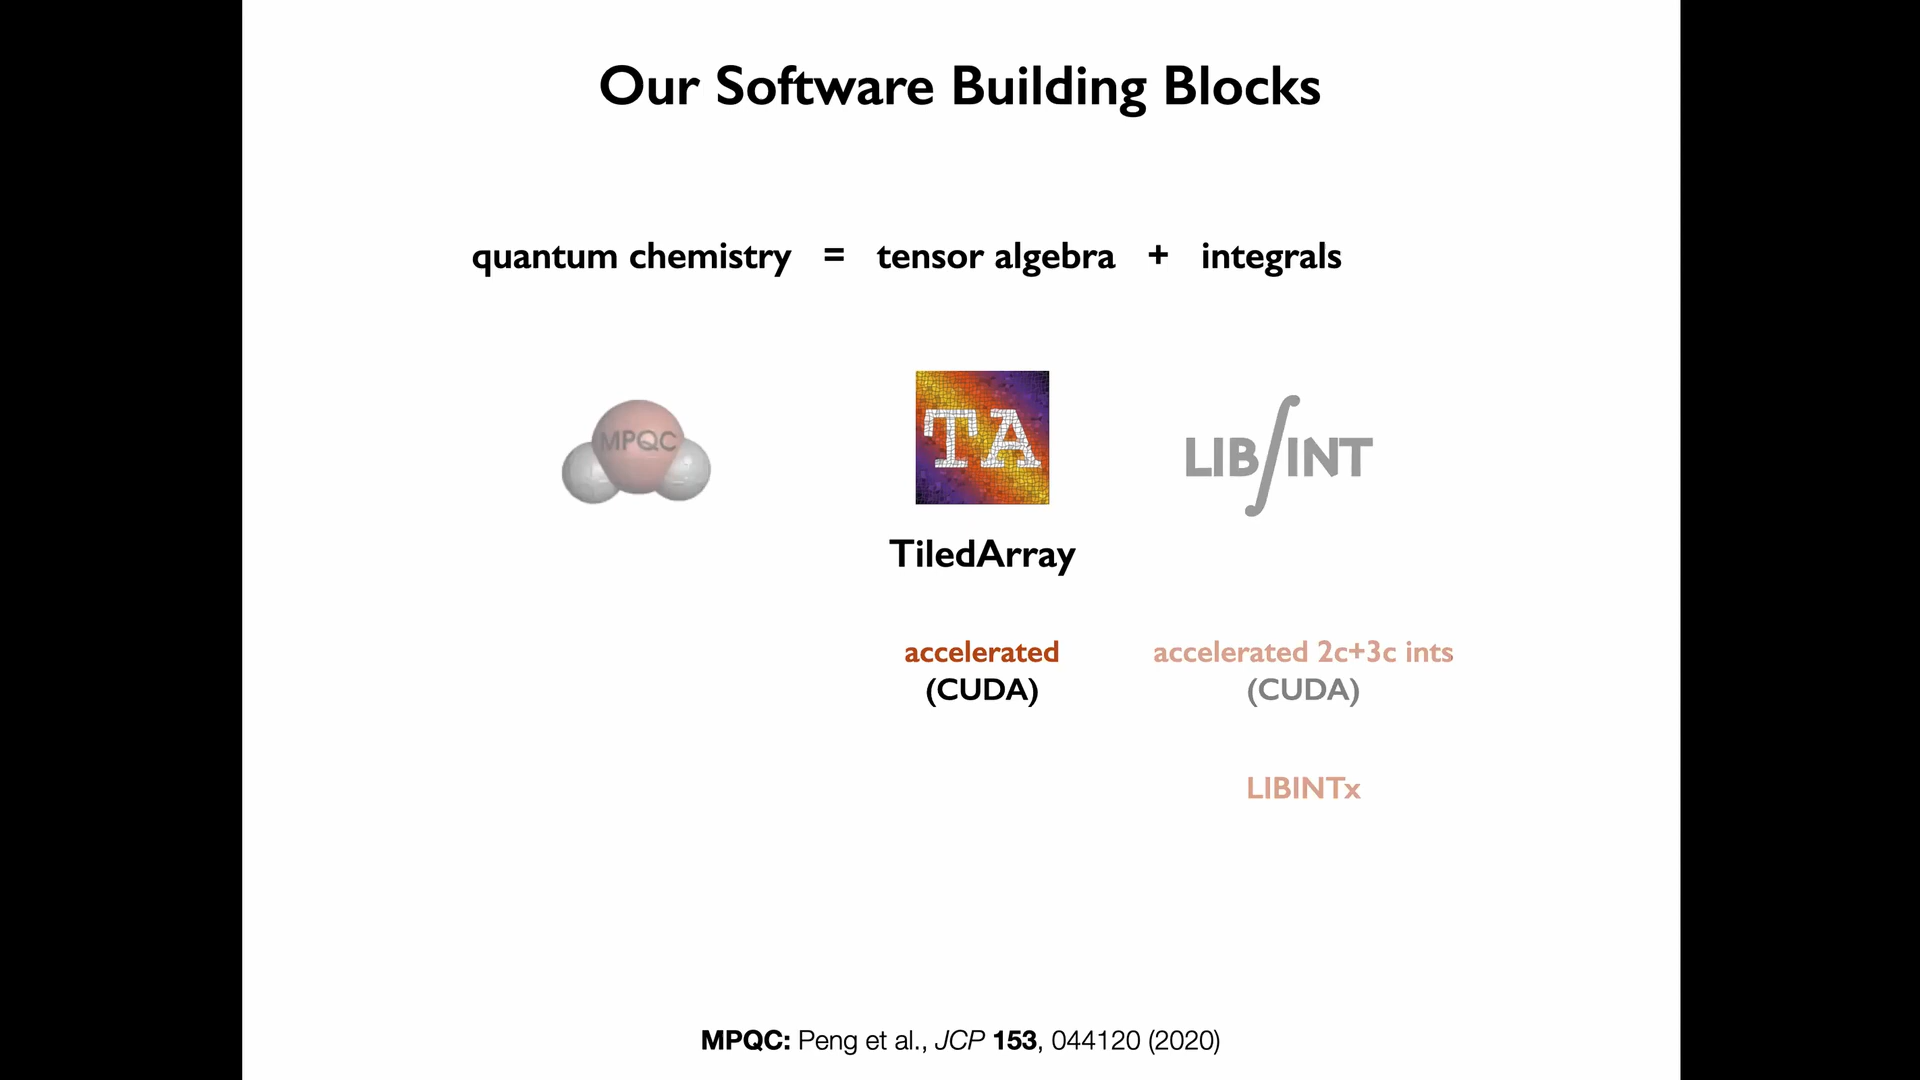 Our Software Building Blocks
quantum chemistry = tensor algebra + integrals
MPQC
TA
LIB∫INT
TiledArray
accelerated
(CUDA)
accelerated 2c+3c ints
(CUDA)
LIBINTx
MPQC: Peng et al., JCP 153, 044120 (2020)